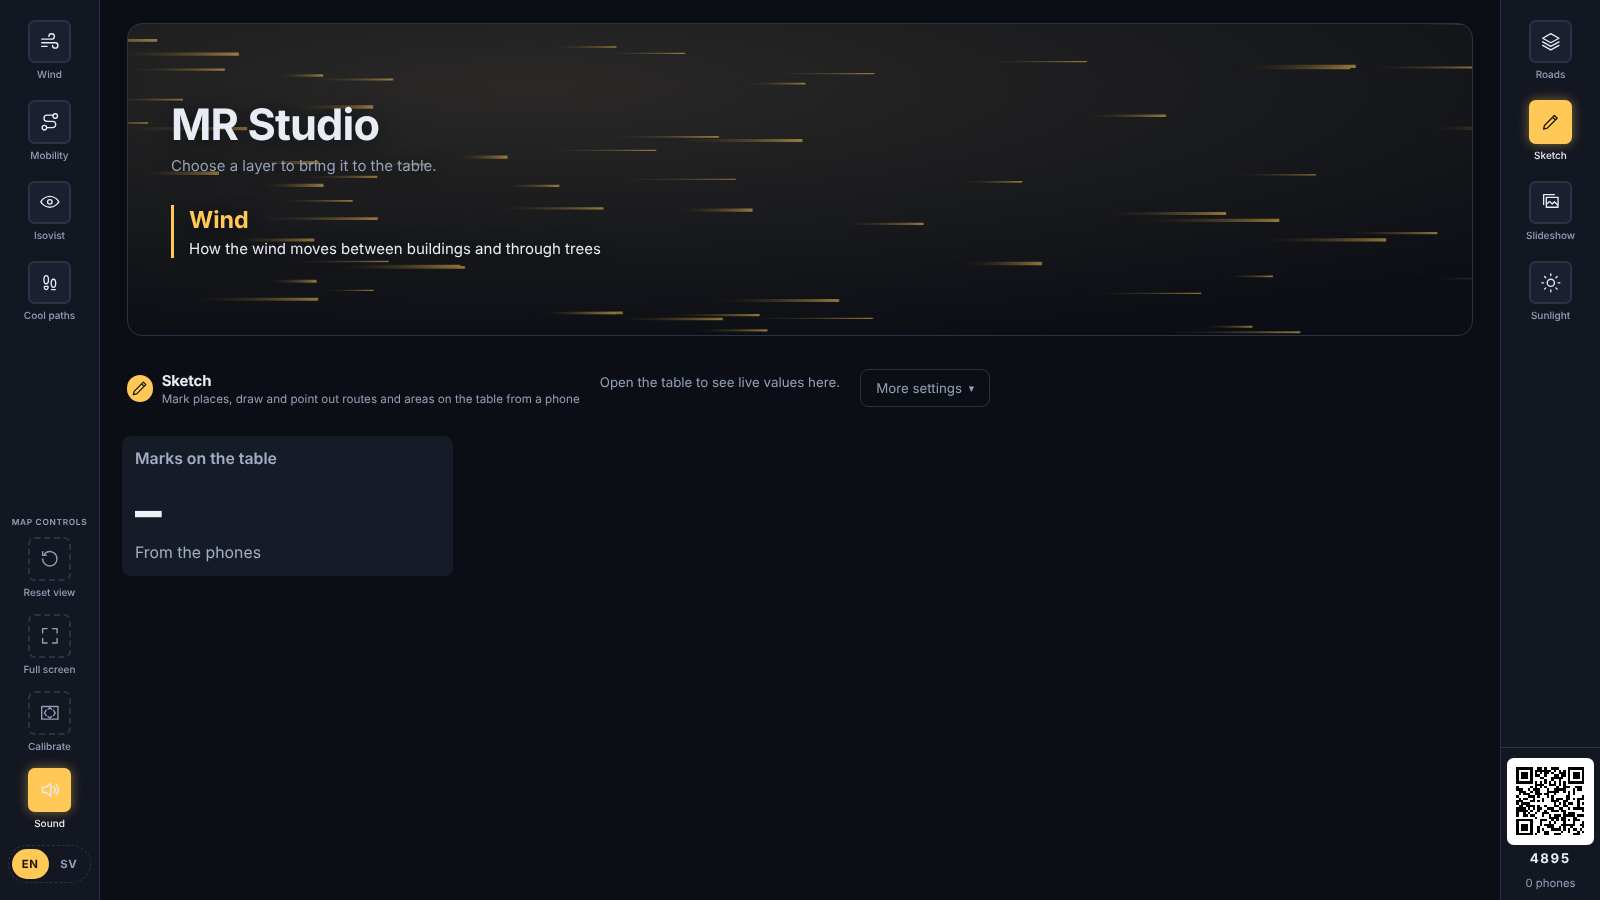 Wind
Mobility
Isovist
Cool paths
MAP CONTROLS
Reset view
Full screen
Calibrate
Sound
EN SV
MR Studio
Choose a layer to bring it to the table.
Wind
How the wind moves between buildings and through trees
Sketch
Mark places, draw and point out routes and areas on the table from a phone
Open the table to see live values here.
More settings ▾
Marks on the table
–
From the phones
Roads
Sketch
Slideshow
Sunlight
4895
0 phones